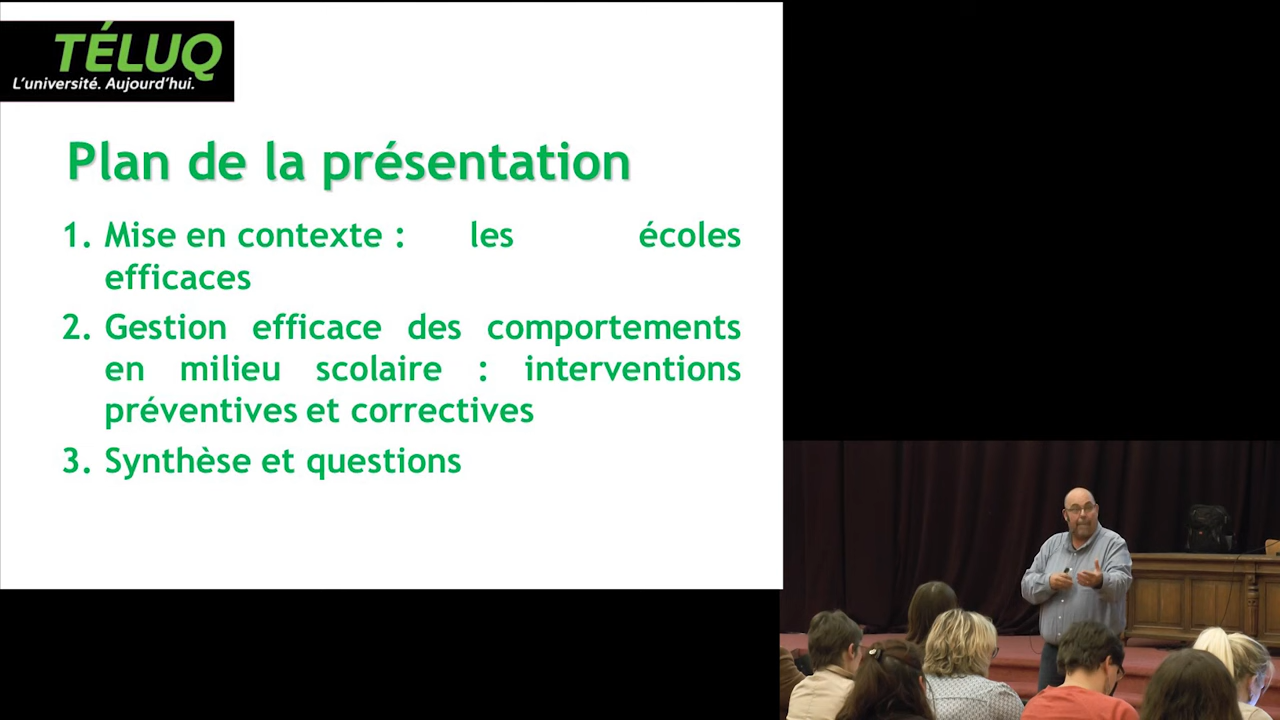 TÉLUQ
L'université. Aujourd'hui.
Plan de la présentation
1. Mise en contexte : les écoles
efficaces
2. Gestion efficace des comportements
en milieu scolaire : interventions
préventives et correctives
3. Synthèse et questions